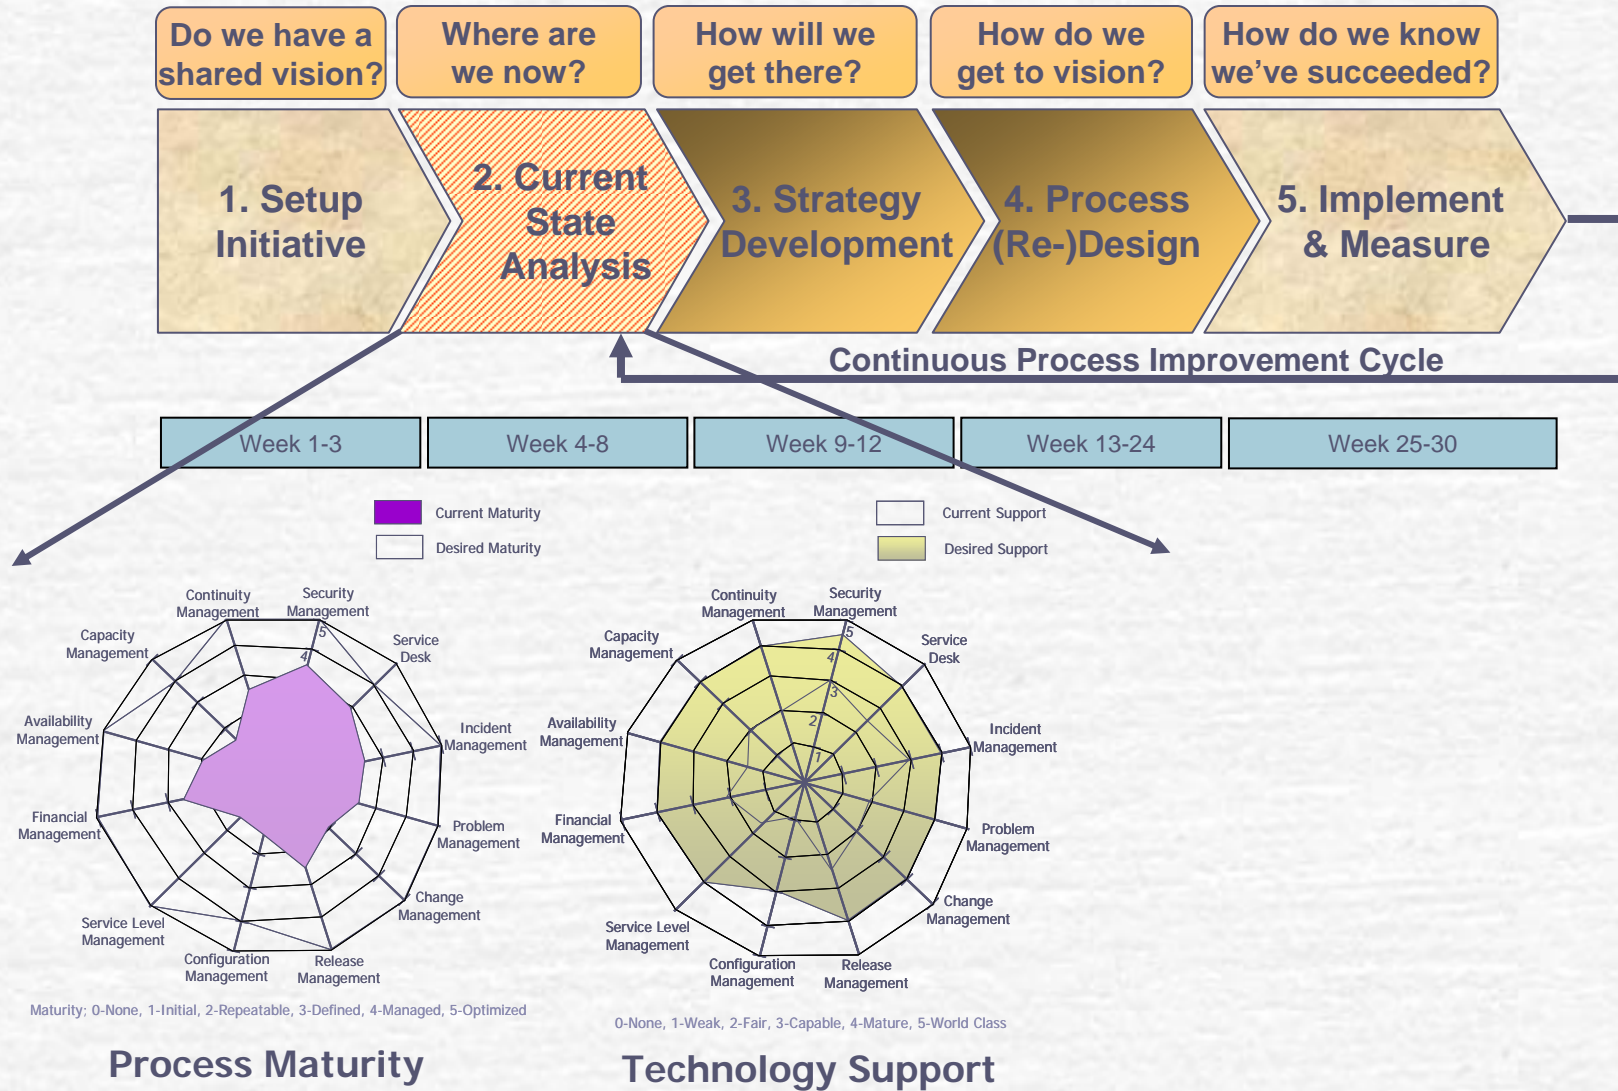 Do we have a
shared vision?
Where are
we now?
How will we
get there?
How do we
get to vision?
How do we know
we’ve succeeded?
1. Setup
Initiative
2. Current
State
Analysis
3. Strategy
Development
4. Process
(Re-)Design
5. Implement
& Measure
Continuous Process Improvement Cycle
Week 1-3
Week 4-8
Week 9-12
Week 13-24
Week 25-30
Current Maturity
Desired Maturity
Current Support
Desired Support
Continuity
Management
Security
Management
Service
Desk
Incident
Management
Problem
Management
Change
Management
Release
Management
Configuration
Management
Service Level
Management
Financial
Management
Availability
Management
Capacity
Management
5
4
Maturity; 0-None, 1-Initial, 2-Repeatable, 3-Defined, 4-Managed, 5-Optimized
Process Maturity
Continuity
Management
Security
Management
Service
Desk
Incident
Management
Problem
Management
Change
Management
Release
Management
Configuration
Management
Service Level
Management
Financial
Management
Availability
Management
Capacity
Management
5
4
3
2
1
0-None, 1-Weak, 2-Fair, 3-Capable, 4-Mature, 5-World Class
Technology Support